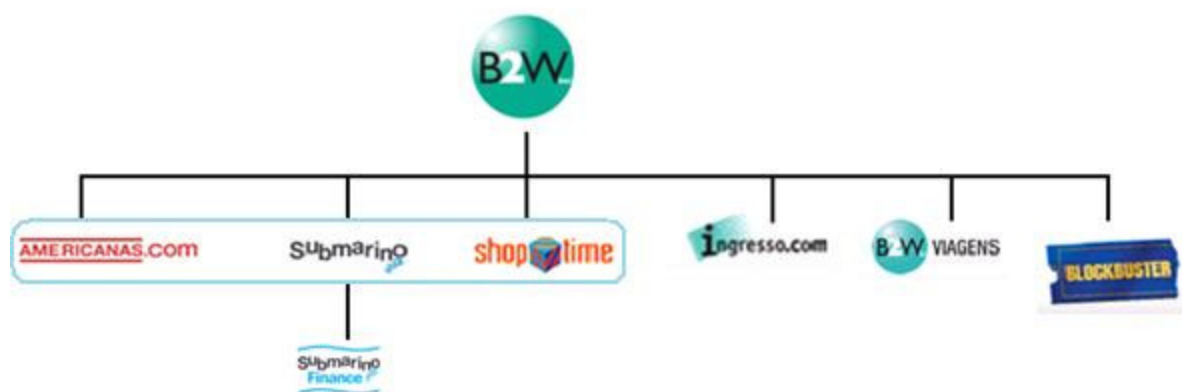 B2W
AMERICANAS.com
Submarino
shoptime
ingresso.com
B2W VIAGENS
BLOCKBUSTER
Submarino
Finance